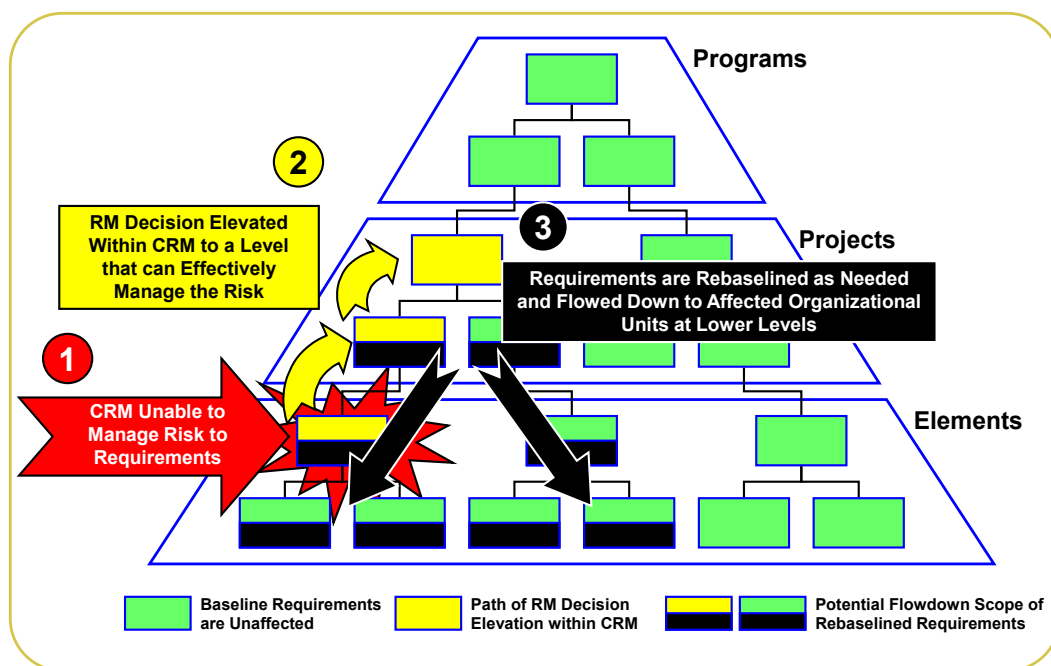 Programs
2
RM Decision Elevated
Within CRM to a Level
that can Effectively
Manage the Risk
3
Projects
Requirements are Rebaselined as Needed
and Flowed Down to Affected Organizational
Units at Lower Levels
1
CRM Unable to
Manage Risk to
Requirements
Elements
Baseline Requirements
are Unaffected
Path of RM Decision
Elevation within CRM
Potential Flowdown Scope of
Rebaselined Requirements